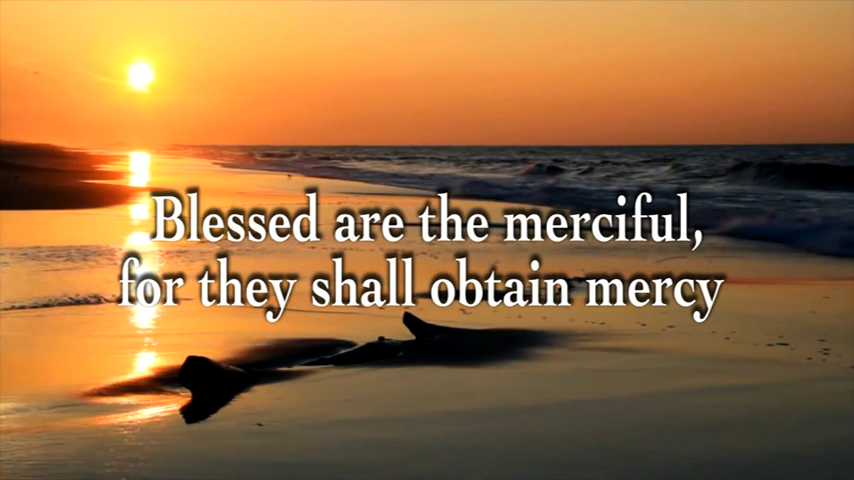 Blessed are the merciful,
for they shall obtain mercy